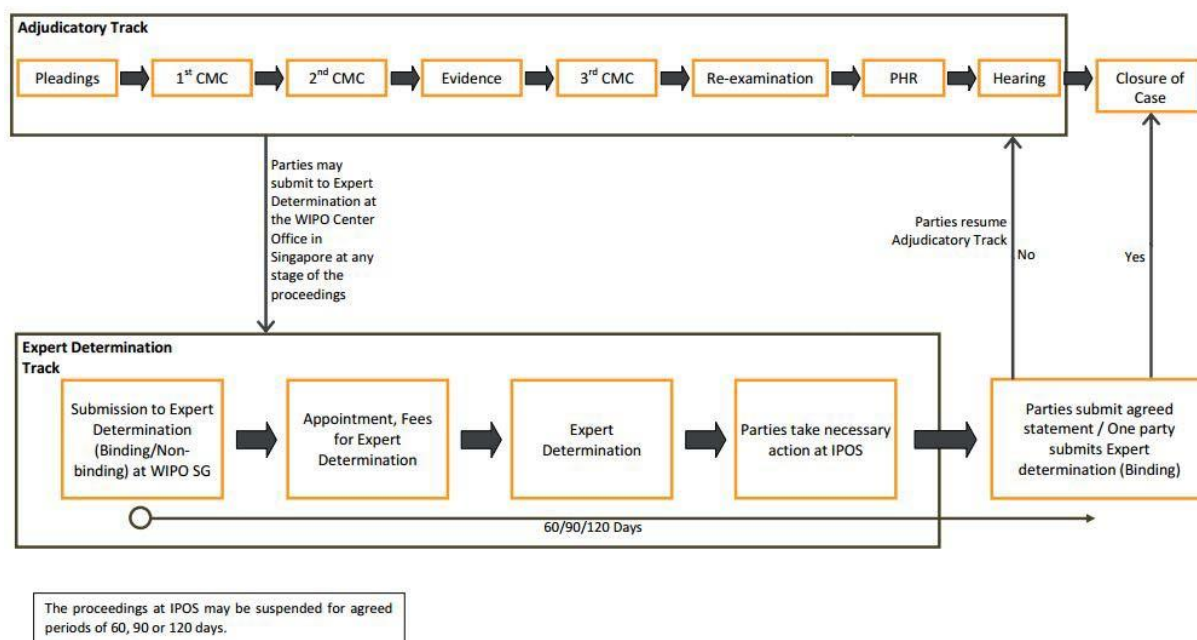 Adjudicatory Track
Pleadings
1st CMC
2nd CMC
Evidence
3rd CMC
Re-examination
PHR
Hearing
Closure of
Case
Parties may
submit to Expert
Determination at
the WIPO Center
Office in
Singapore at any
stage of the
proceedings
Parties resume
Adjudicatory Track
No
Yes
Expert Determination
Track
Submission to Expert
Determination
(Binding/Non-
binding) at WIPO SG
Appointment, Fees
for Expert
Determination
Expert
Determination
Parties take necessary
action at IPOS
Parties submit agreed
statement / One party
submits Expert
determination (Binding)
60/90/120 Days
The proceedings at IPOS may be suspended for agreed
periods of 60, 90 or 120 days.